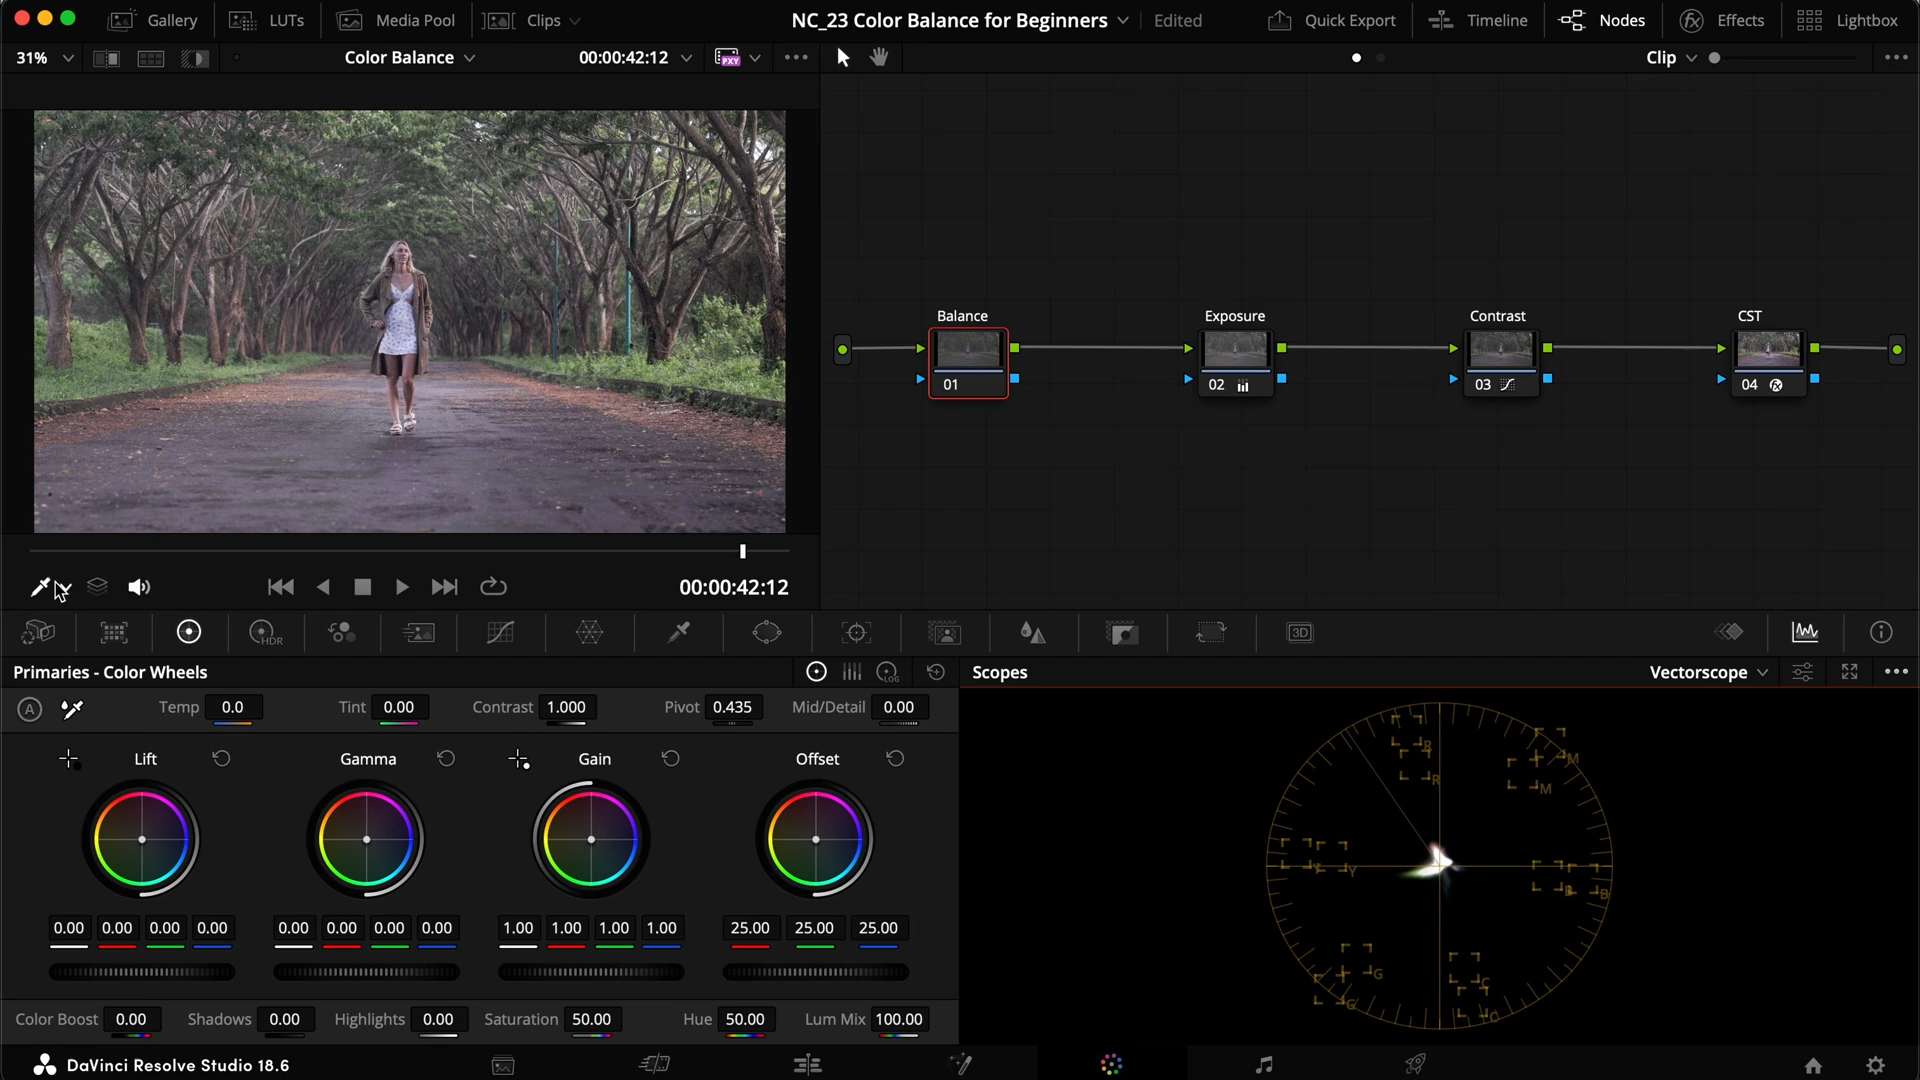 Gallery LUTs Media Pool Clips NC_23 Color Balance for Beginners Edited Quick Export Timeline Nodes fx Effects Lightbox
31% Color Balance 00:00:42:12 PXY Clip
Balance Exposure Contrast CST
01 02 03 04 fx
00:00:42:12
HDR 3D
Primaries - Color Wheels LOG Scopes Vectorscope
A Temp 0.0 Tint 0.00 Contrast 1.000 Pivot 0.435 Mid/Detail 0.00
Lift Gamma Gain Offset
R M
R M
Y Y B B
0.00 0.00 0.00 0.00 0.00 0.00 0.00 0.00 1.00 1.00 1.00 1.00 25.00 25.00 25.00
G C
G C
Color Boost 0.00 Shadows 0.00 Highlights 0.00 Saturation 50.00 Hue 50.00 Lum Mix 100.00
DaVinci Resolve Studio 18.6